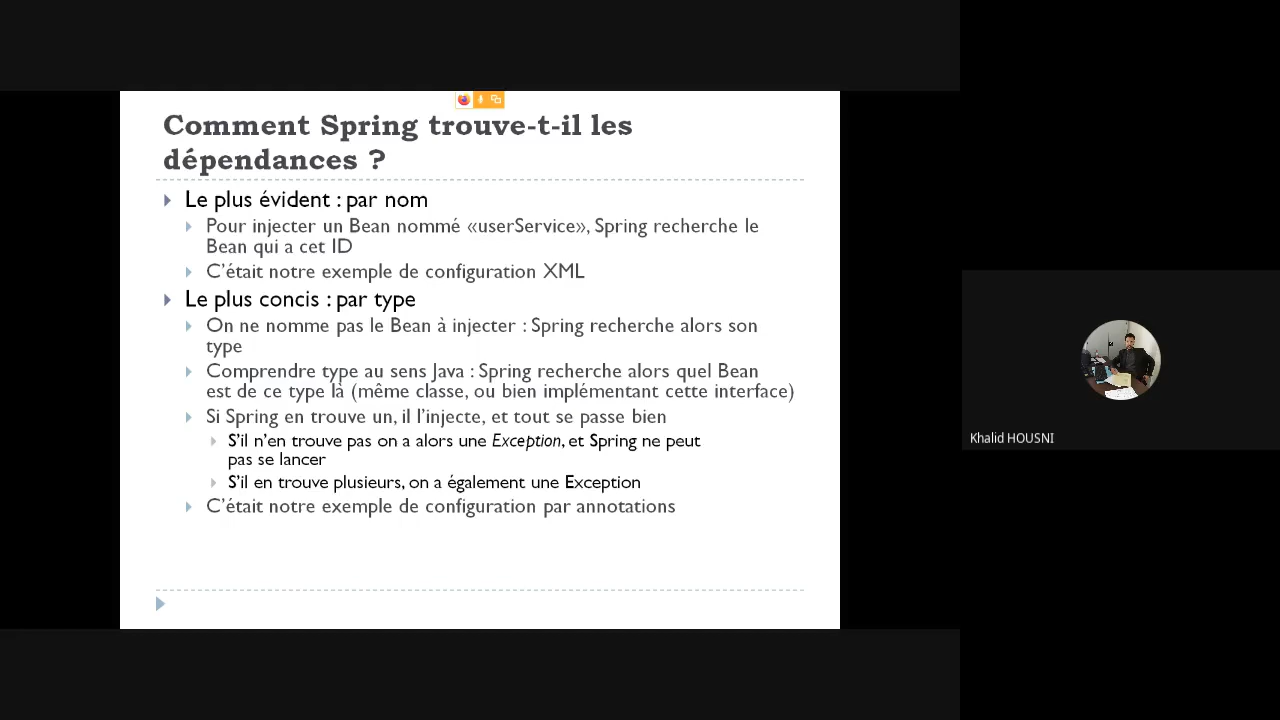 Comment Spring trouve-t-il les
dépendances ?
Le plus évident : par nom
Pour injecter un Bean nommé «userService», Spring recherche le
Bean qui a cet ID
C'était notre exemple de configuration XML
Le plus concis : par type
On ne nomme pas le Bean à injecter : Spring recherche alors son
type
Comprendre type au sens Java : Spring recherche alors quel Bean
est de ce type là (même classe, ou bien implémentant cette interface)
Si Spring en trouve un, il l'injecte, et tout se passe bien
S'il n'en trouve pas on a alors une Exception, et Spring ne peut
pas se lancer
S'il en trouve plusieurs, on a également une Exception
C'était notre exemple de configuration par annotations
Khalid HOUSNI